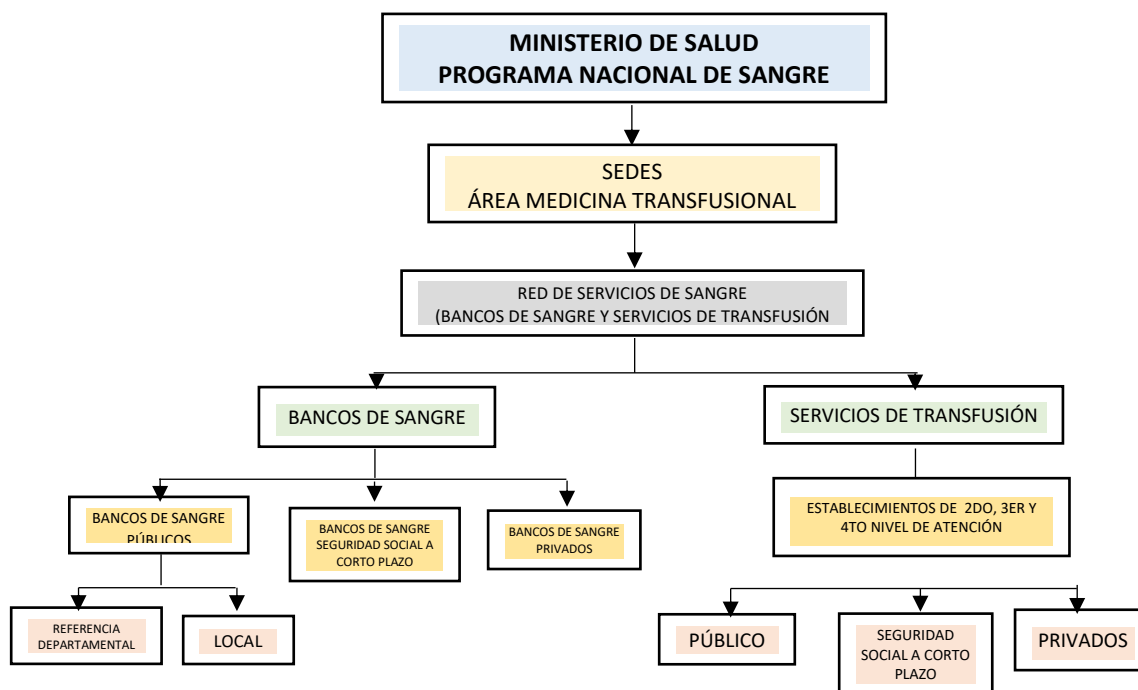 MINISTERIO DE SALUD
PROGRAMA NACIONAL DE SANGRE
SEDES
ÁREA MEDICINA TRANSFUSIONAL
RED DE SERVICIOS DE SANGRE
(BANCOS DE SANGRE Y SERVICIOS DE TRANSFUSIÓN
BANCOS DE SANGRE
SERVICIOS DE TRANSFUSIÓN
BANCOS DE SANGRE
PÚBLICOS
BANCOS DE SANGRE
SEGURIDAD SOCIAL A
CORTO PLAZO
BANCOS DE SANGRE
PRIVADOS
ESTABLECIMIENTOS DE 2DO, 3ER Y
4TO NIVEL DE ATENCIÓN
REFERENCIA
DEPARTAMENTAL
LOCAL
PÚBLICO
SEGURIDAD
SOCIAL A CORTO
PLAZO
PRIVADOS